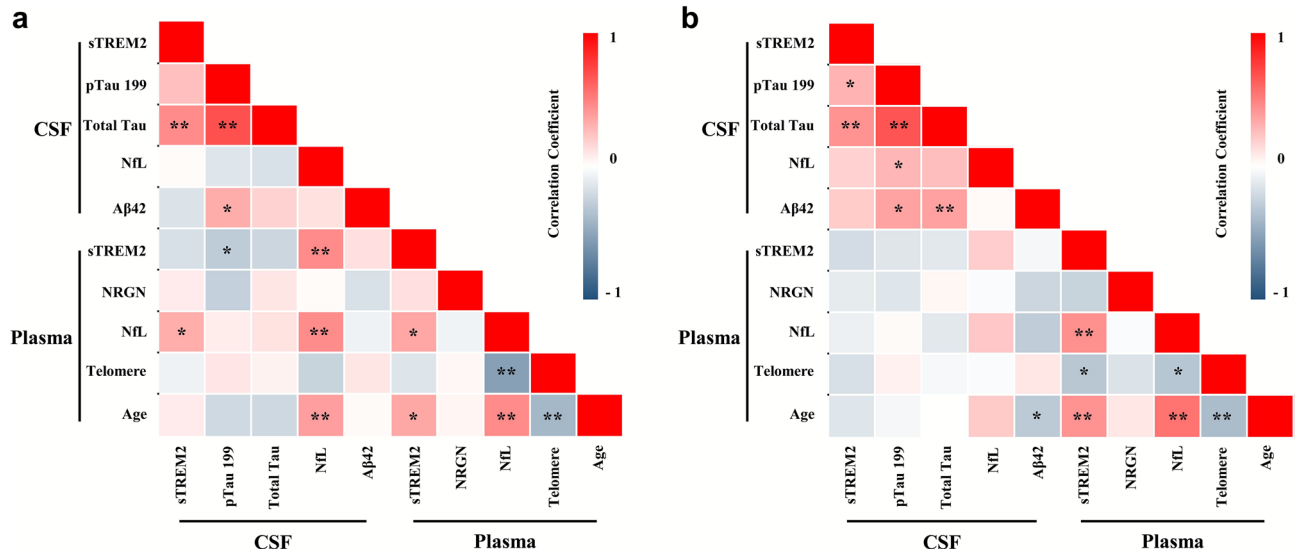 a
CSF
Plasma
sTREM2
pTau 199
Total Tau
** **
NfL
Aβ42
*
sTREM2
* **
NRGN
NfL
* ** *
Telomere
**
Age
** * ** **
sTREM2
pTau 199
Total Tau
NfL
Aβ42
sTREM2
NRGN
NfL
Telomere
Age
CSF
Plasma
Correlation Coefficient
1
0
- 1
b
CSF
Plasma
sTREM2
pTau 199
*
Total Tau
** **
NfL
*
Aβ42
* **
sTREM2
NRGN
NfL
**
Telomere
* *
Age
* ** ** **
sTREM2
pTau 199
Total Tau
NfL
Aβ42
sTREM2
NRGN
NfL
Telomere
Age
CSF
Plasma
Correlation Coefficient
1
0
- 1